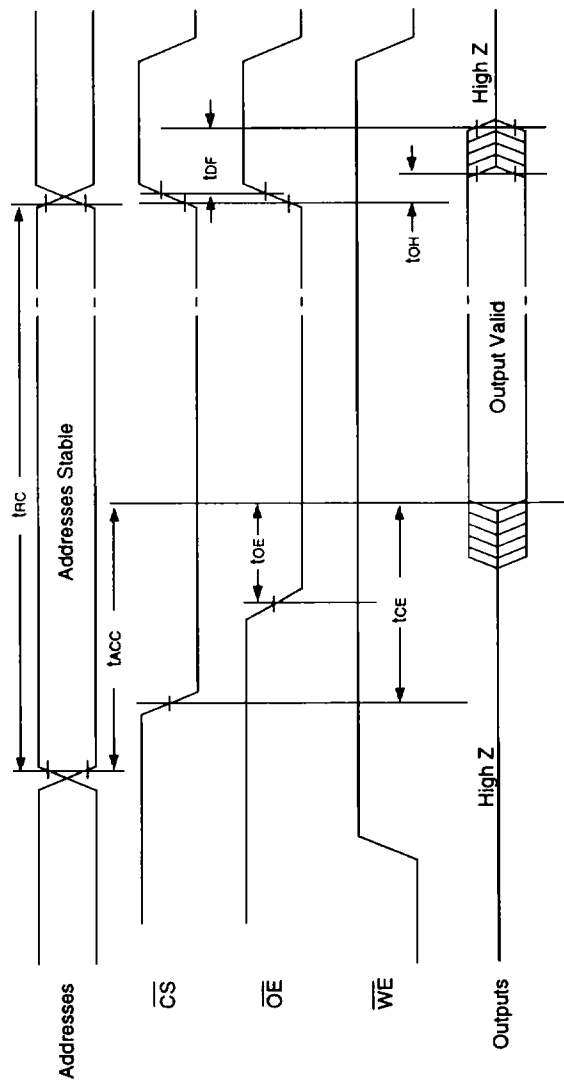 Addresses
tRC
Addresses Stable
tACC
CS
tDF
OE
tOE
tOH
WE
tCE
Outputs
High Z
Output Valid
High Z